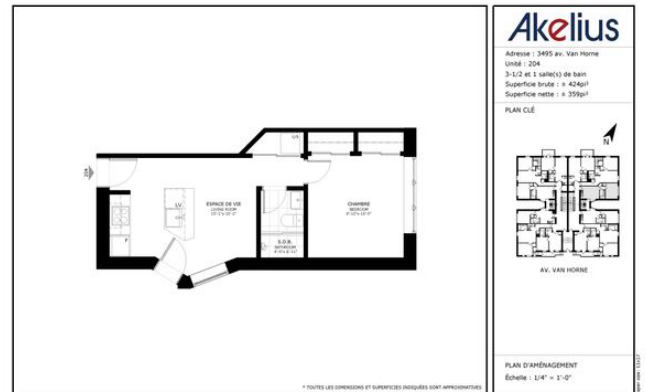 Akelius
Adresse : 3495 av. Van Horne
Unité : 204
3-1/2 et 1 salle(s) de bain
Superficie brute : ± 424pi²
Superficie nette : ± 359pi²
PLAN CLÉ
N
AV. VAN HORNE
PLAN D'AMÉNAGEMENT
Échelle : 1/4" = 1'-0"
204
L/S
LV
F
ESPACE DE VIE
LIVING ROOM
CHAMBRE
BEDROOM
S.D.B.
BATHROOM
* TOUTES LES DIMENSIONS ET SUPERFICIES INDIQUÉES SONT APPROXIMATIVES